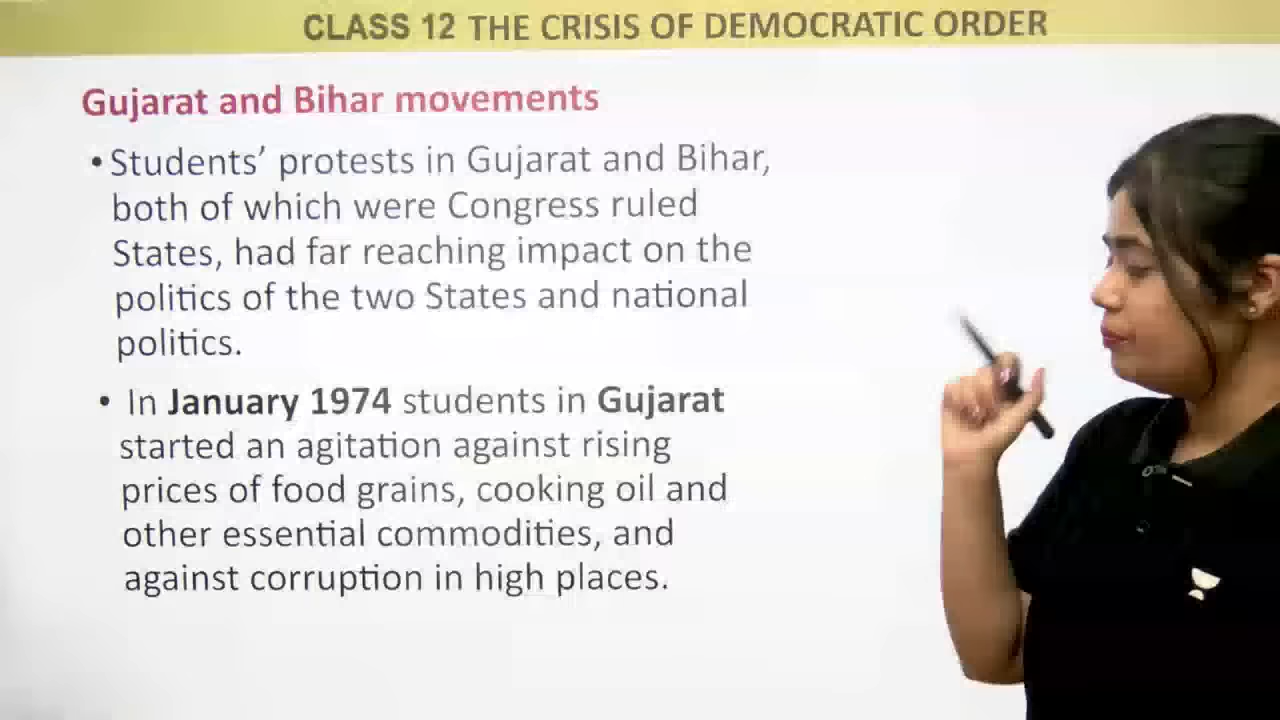 CLASS 12 THE CRISIS OF DEMOCRATIC ORDER
Gujarat and Bihar movements
• Students’ protests in Gujarat and Bihar,
both of which were Congress ruled
States, had far reaching impact on the
politics of the two States and national
politics.
• In January 1974 students in Gujarat
started an agitation against rising
prices of food grains, cooking oil and
other essential commodities, and
against corruption in high places.